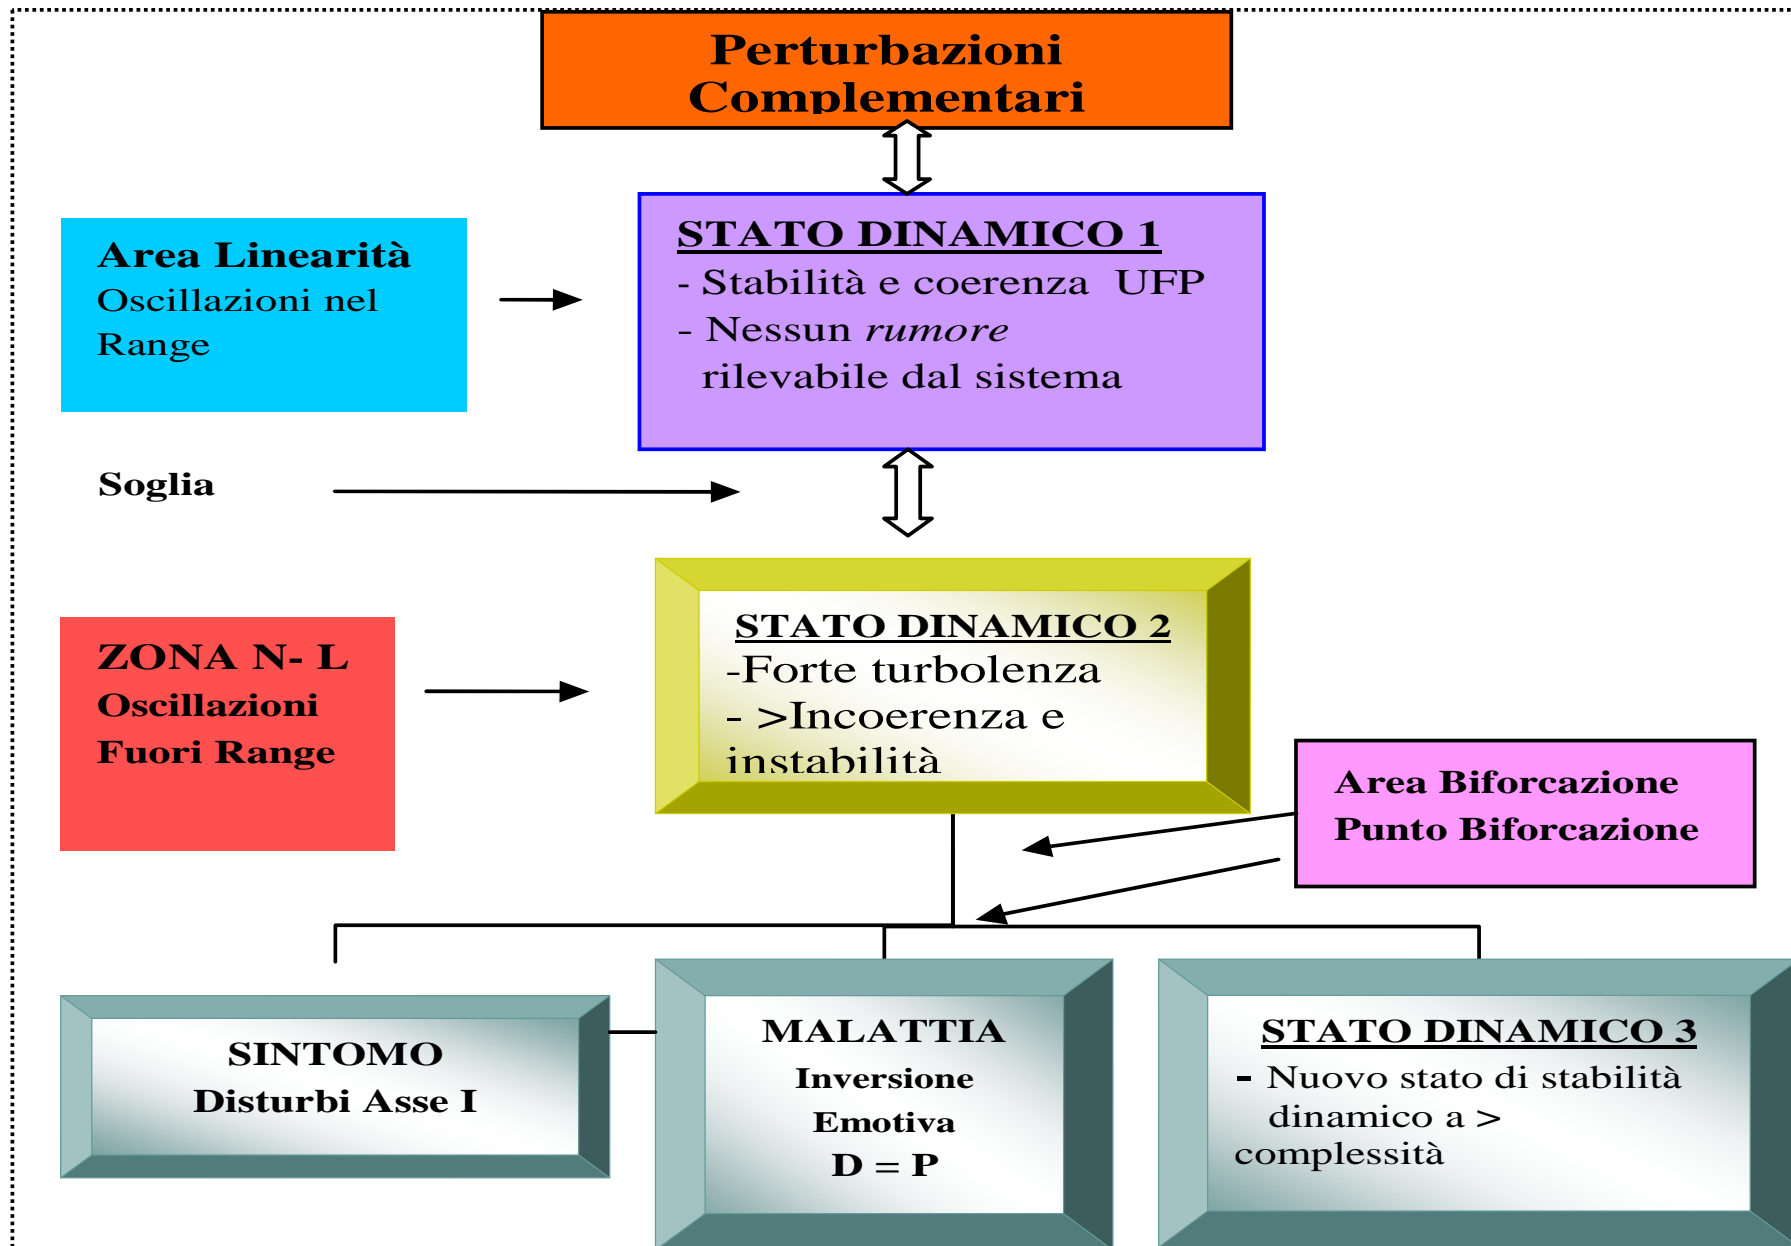 Perturbazioni
Complementari
STATO DINAMICO 1
- Stabilità e coerenza UFP
- Nessun rumore
rilevabile dal sistema
Area Linearità
Oscillazioni nel
Range
Soglia
STATO DINAMICO 2
-Forte turbolenza
- >Incoerenza e
instabilità
ZONA N- L
Oscillazioni
Fuori Range
Area Biforcazione
Punto Biforcazione
SINTOMO
Disturbi Asse I
MALATTIA
Inversione
Emotiva
D = P
STATO DINAMICO 3
- Nuovo stato di stabilità
dinamico a >
complessità